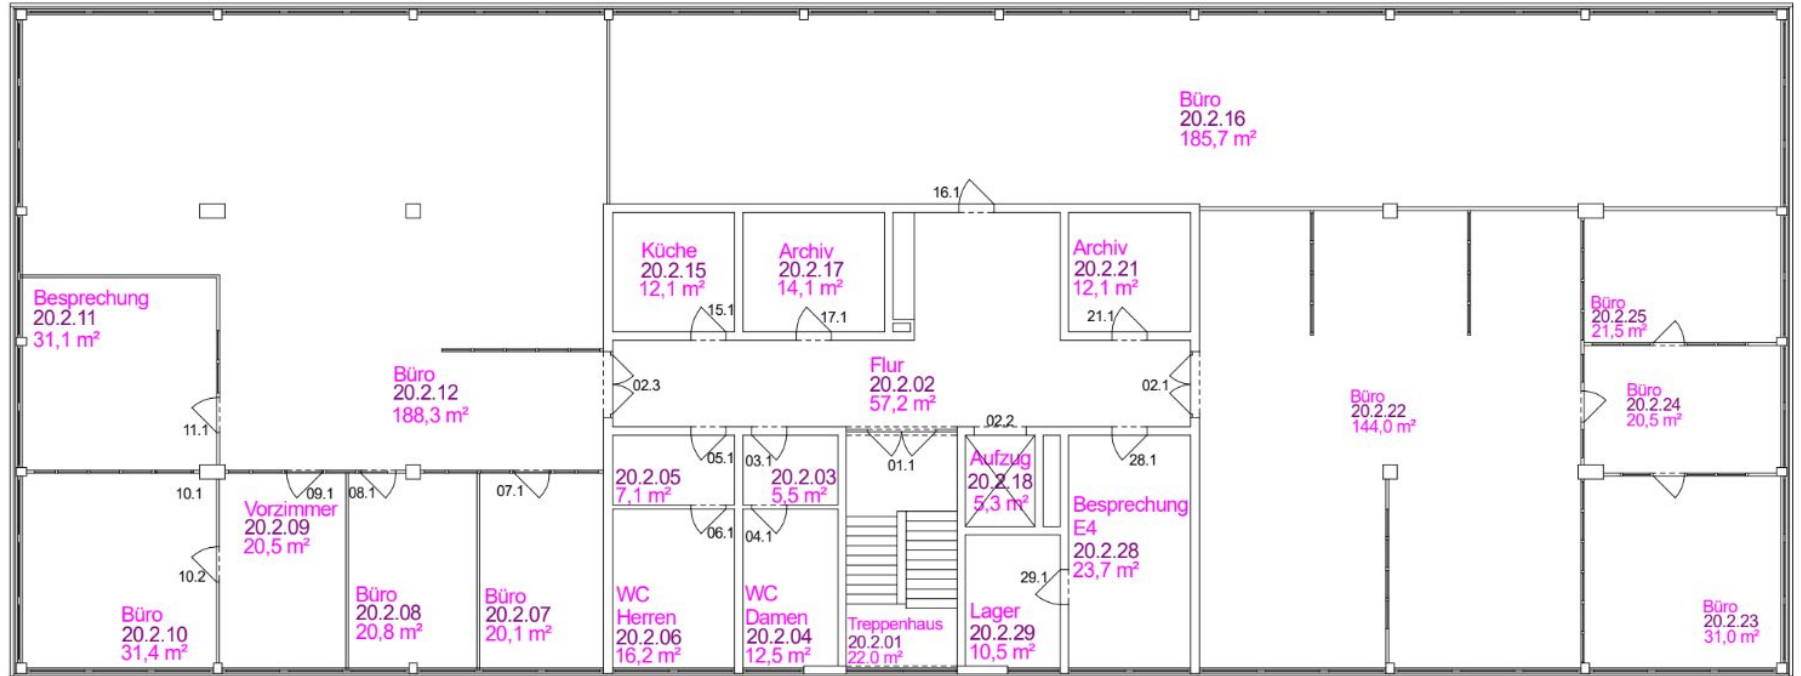 Büro
20.2.16
185,7 m²
16.1
Küche
20.2.15
12,1 m²
15.1
Archiv
20.2.17
14,1 m²
17.1
Archiv
20.2.21
12,1 m²
21.1
Besprechung
20.2.11
31,1 m²
11.1
Büro
20.2.12
188,3 m²
02.3
Flur
20.2.02
57,2 m²
02.1
02.2
Büro
20.2.22
144,0 m²
Büro
20.2.25
21,5 m²
Büro
20.2.24
20,5 m²
10.1
10.2
Büro
20.2.10
31,4 m²
09.1
Vorzimmer
20.2.09
20,5 m²
08.1
Büro
20.2.08
20,8 m²
07.1
Büro
20.2.07
20,1 m²
05.1
20.2.05
7,1 m²
06.1
WC
Herren
20.2.06
16,2 m²
03.1
20.2.03
5,5 m²
04.1
WC
Damen
20.2.04
12,5 m²
01.1
Treppenhaus
20.2.01
22.0 m²
Aufzug
20.2.18
5,3 m²
29.1
Lager
20.2.29
10,5 m²
28.1
Besprechung
E4
20.2.28
23,7 m²
Büro
20.2.23
31,0 m²